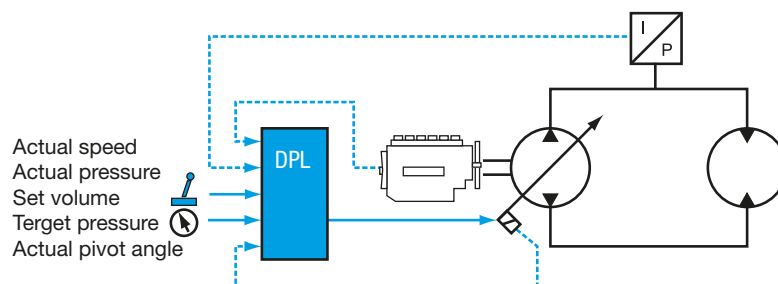 I
P
DPL
Actual speed
Actual pressure
Set volume
Terget pressure
Actual pivot angle